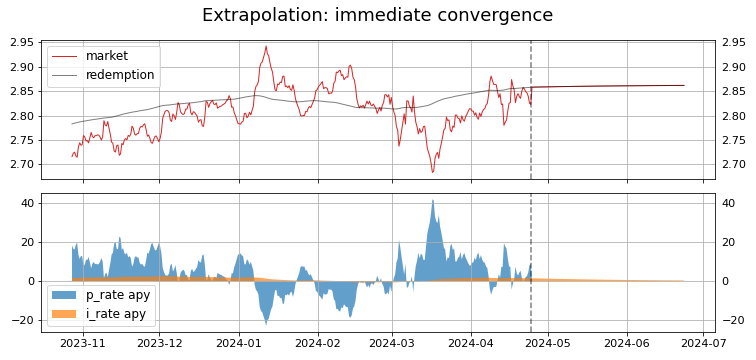 Extrapolation: immediate convergence
2.95 2.95
market
2.90 2.90
redemption
2.85 2.85
2.80 2.80
2.75 2.75
2.70 2.70
40 40
20 20
0 0
p_rate apy
i_rate apy
−20 −20
2023-11 2023-12 2024-01 2024-02 2024-03 2024-04 2024-05 2024-06 2024-07